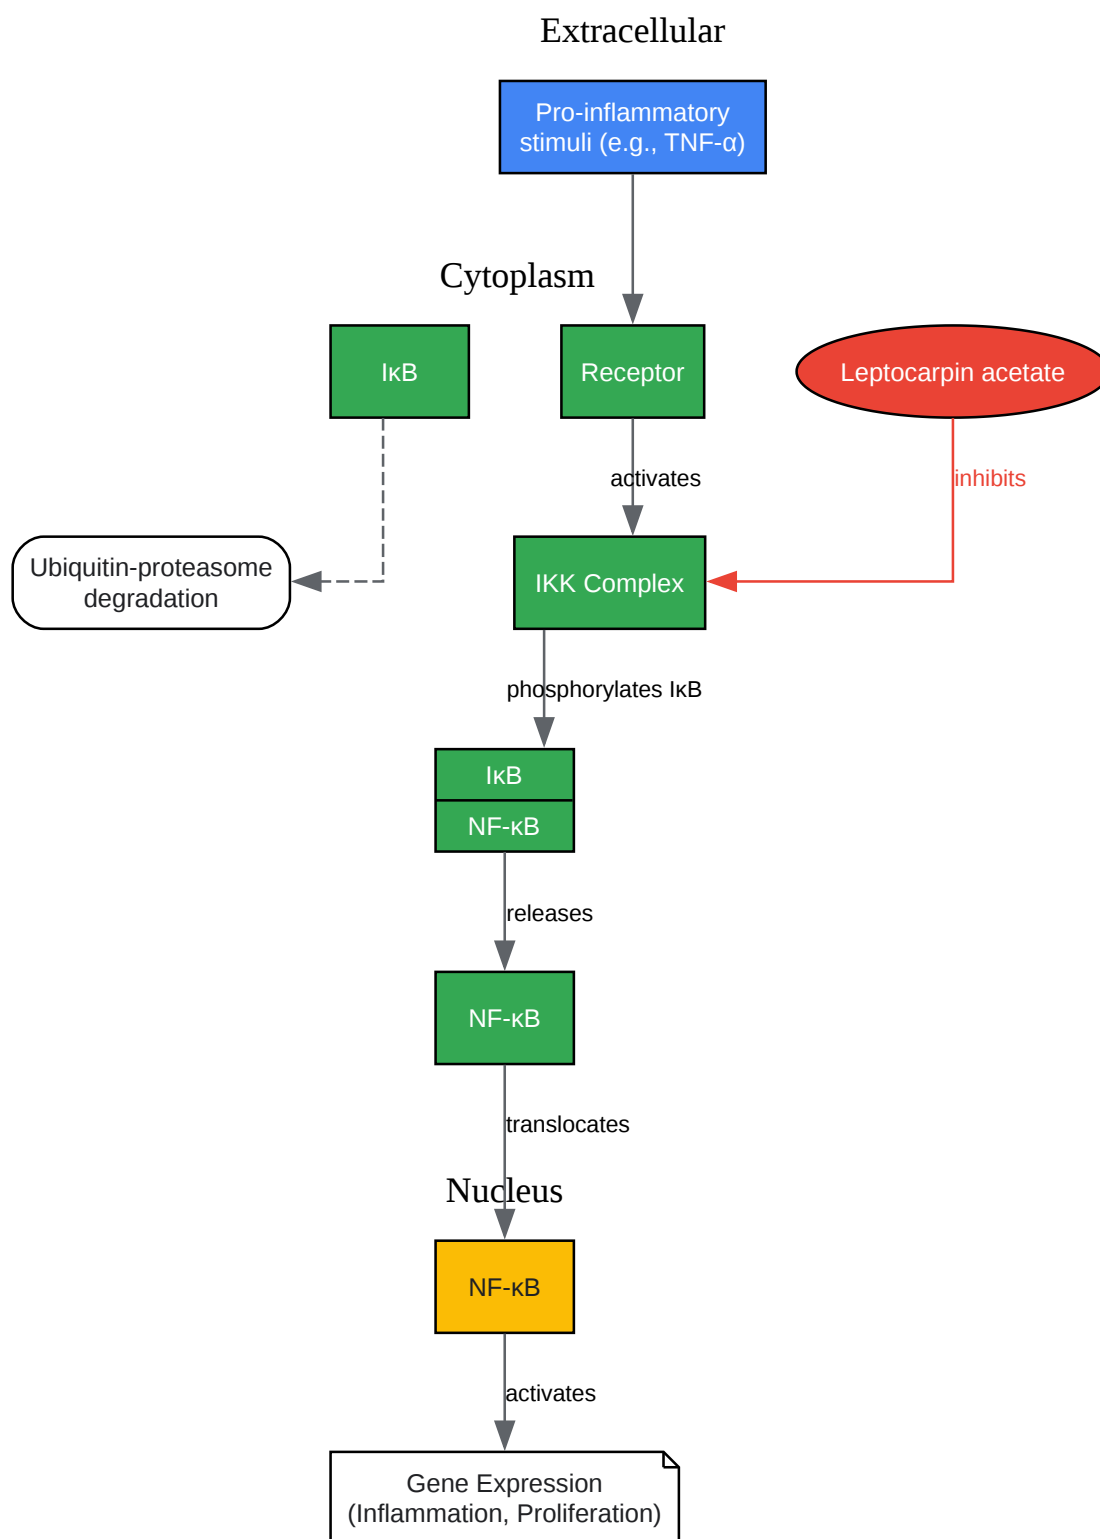 Extracellular
Pro-inflammatory
stimuli (e.g., TNF-α)
Cytoplasm
IκB
Receptor
Leptocarpin acetate
activates
inhibits
Ubiquitin-proteasome
degradation
IKK Complex
phosphorylates IκB
IκB
NF-κB
releases
NF-κB
translocates
Nucleus
NF-κB
activates
Gene Expression
(Inflammation, Proliferation)